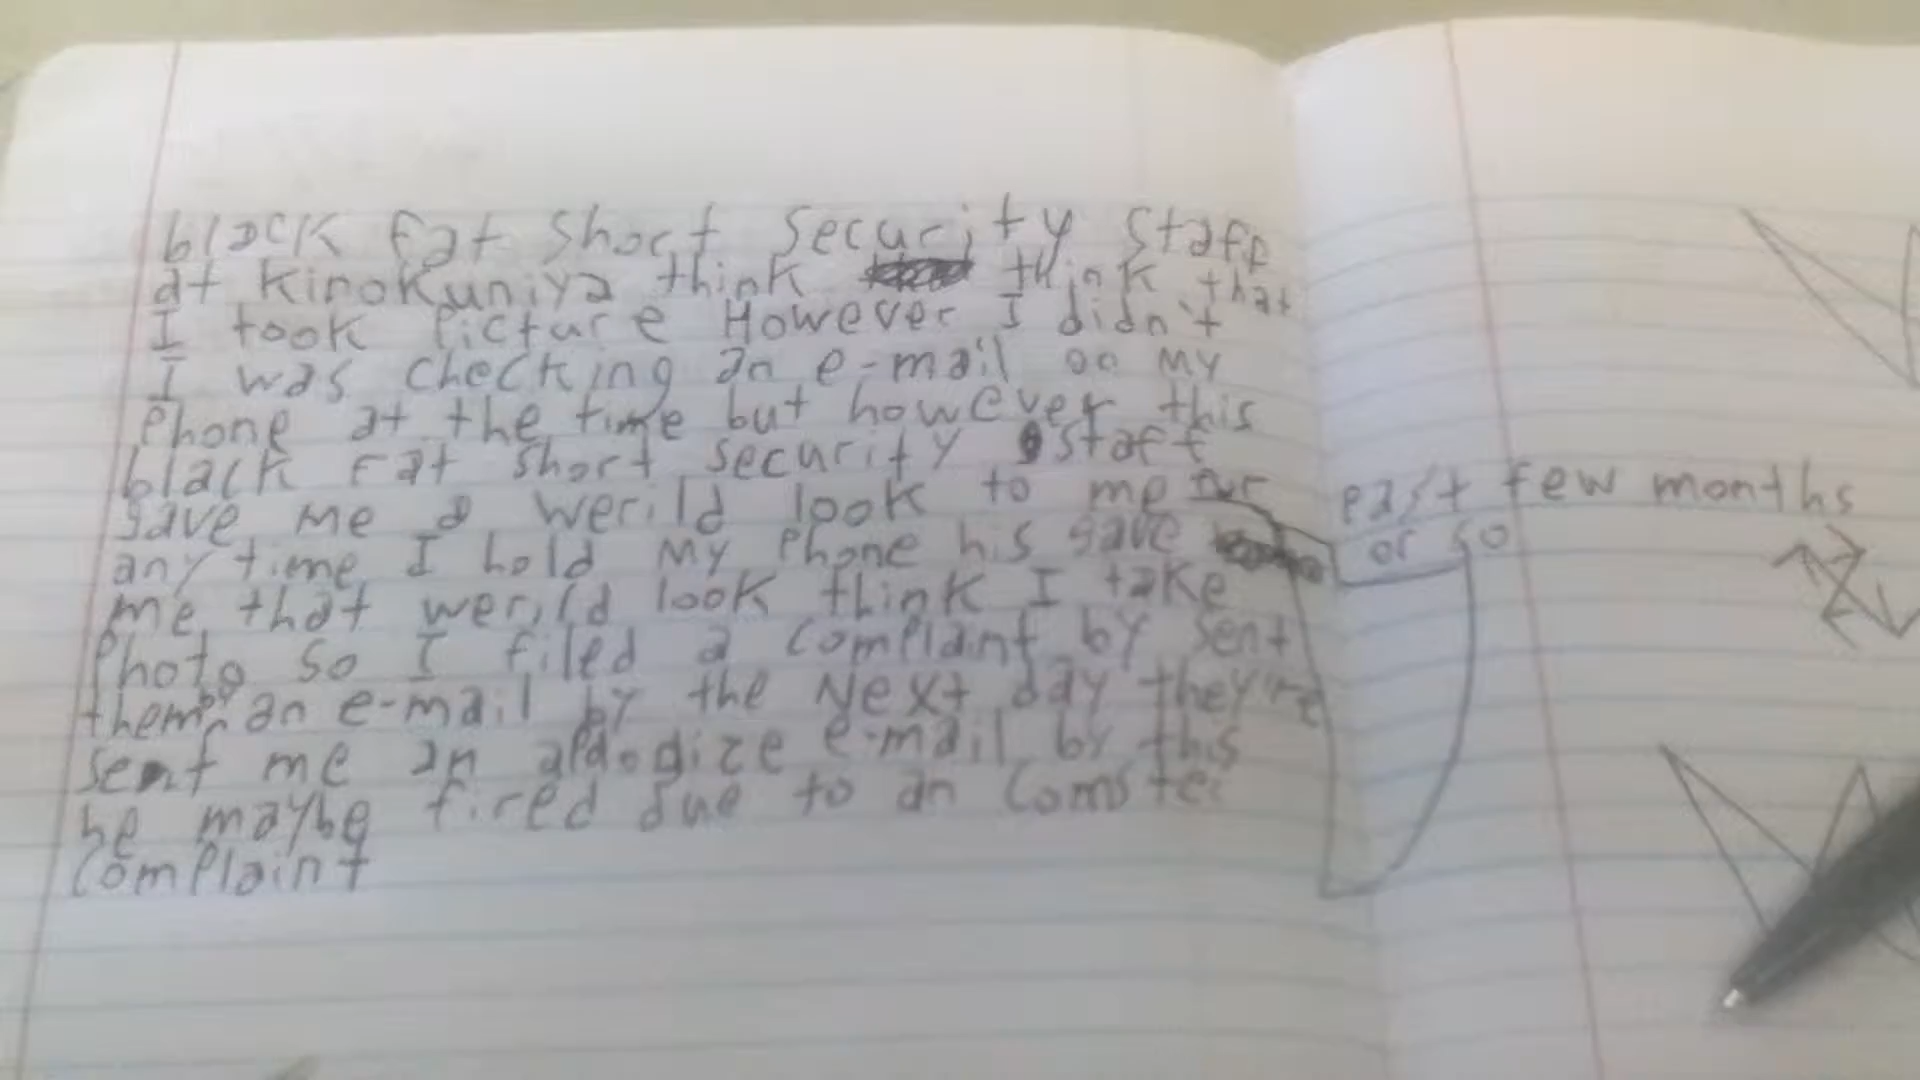 black fat short security staff
at kinokuniya think think that
I took Picture However I didn't
I was checking an e-mail on My
Phone at the time but however this
black fat short security staff
gave me a werild look to me for Past few months
or so
any time I hold My Phone his gave
me that werild look think I take
Photo so I filed a Complaint by sent
them an e-mail by the Next day they're
sent me an apologize e-mail by this
he maybe fired due to an
Complaint